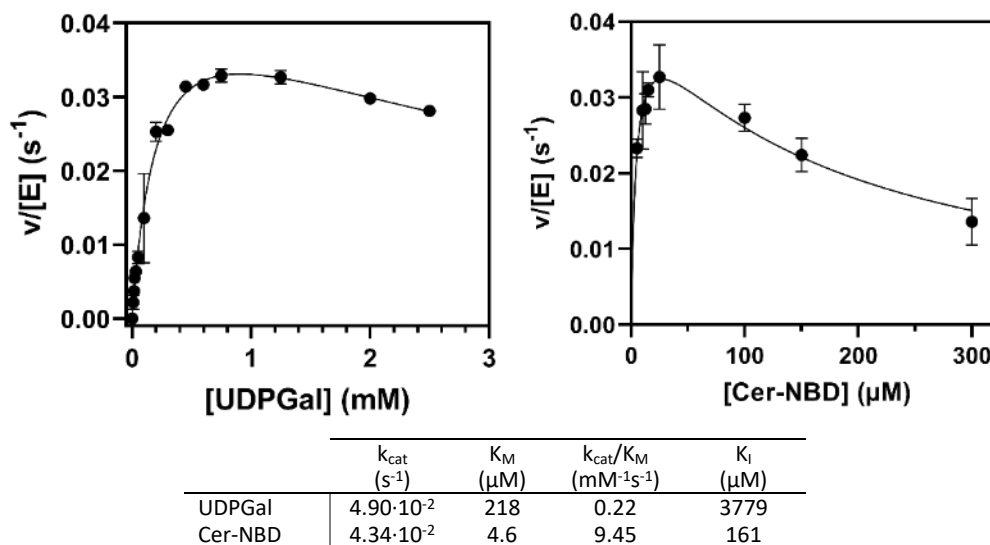 0.04
0.03
0.02
0.01
0.00
v/[E] (s⁻¹)
0 1 2 3
[UDPGal] (mM)
0.04
0.03
0.02
0.01
0.00
v/[E] (s⁻¹)
0 100 200 300
[Cer-NBD] (µM)
k_cat K_M k_cat/K_M K_I
(s⁻¹) (µM) (mM⁻¹s⁻¹) (µM)
UDPGal 4.90·10⁻² 218 0.22 3779
Cer-NBD 4.34·10⁻² 4.6 9.45 161